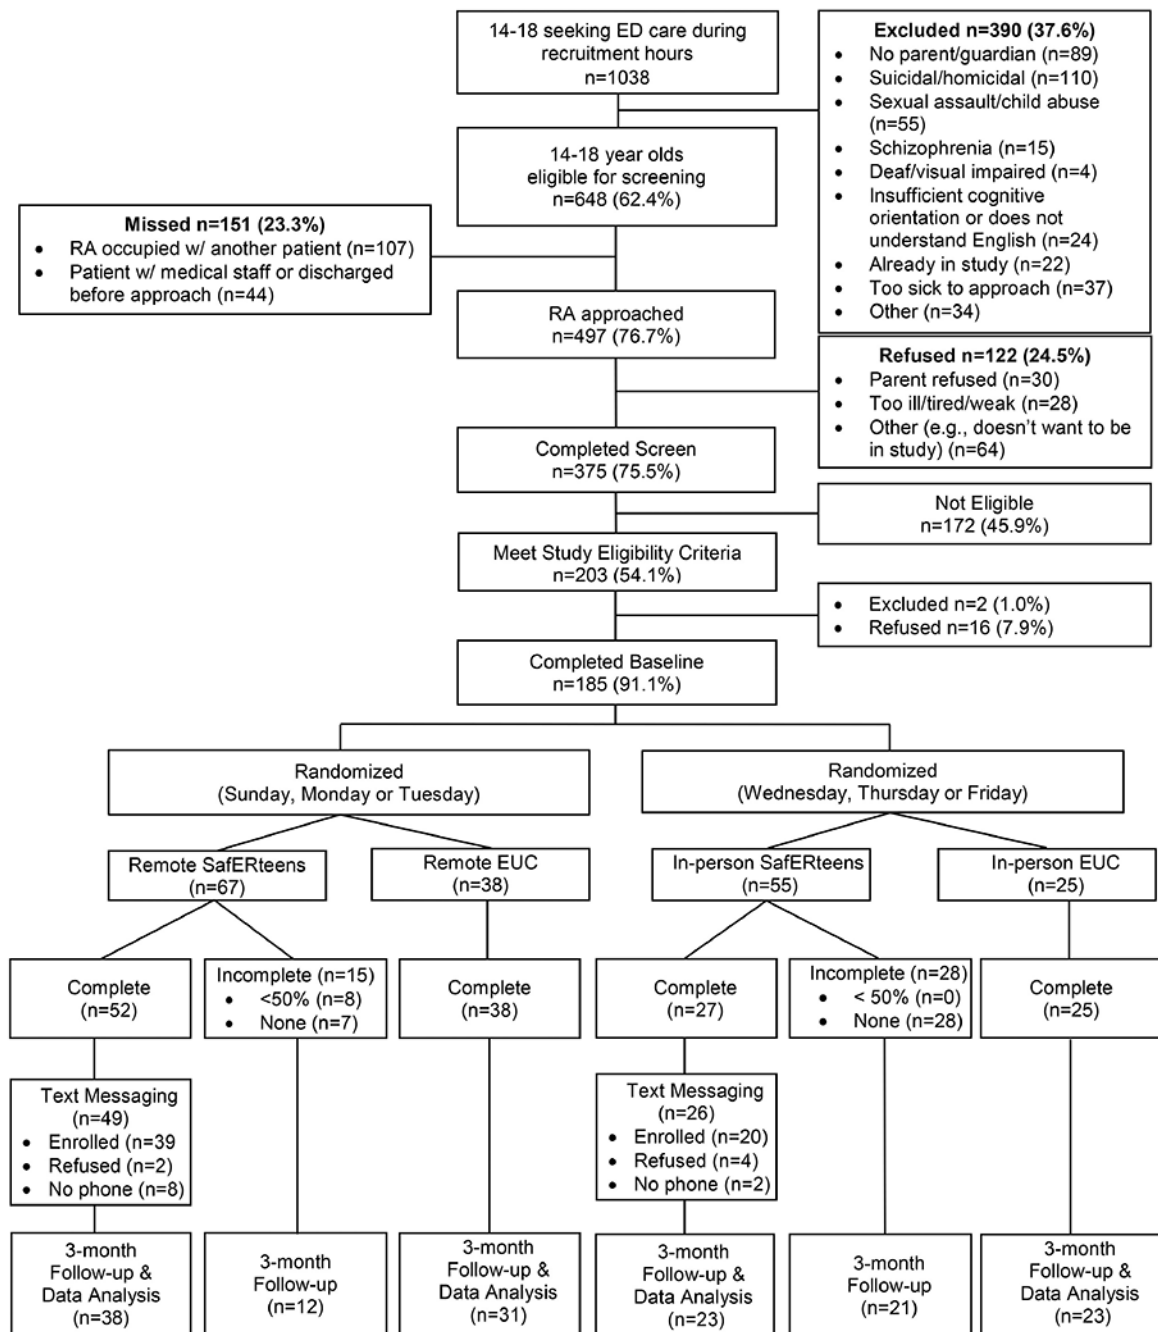 14-18 seeking ED care during
recruitment hours
n=1038
Excluded n=390 (37.6%)
• No parent/guardian (n=89)
• Suicidal/homicidal (n=110)
• Sexual assault/child abuse
(n=55)
• Schizophrenia (n=15)
• Deaf/visual impaired (n=4)
• Insufficient cognitive
orientation or does not
understand English (n=24)
• Already in study (n=22)
• Too sick to approach (n=37)
• Other (n=34)
14-18 year olds
eligible for screening
n=648 (62.4%)
Missed n=151 (23.3%)
• RA occupied w/ another patient (n=107)
• Patient w/ medical staff or discharged
before approach (n=44)
RA approached
n=497 (76.7%)
Refused n=122 (24.5%)
• Parent refused (n=30)
• Too ill/tired/weak (n=28)
• Other (e.g., doesn't want to be
in study) (n=64)
Completed Screen
n=375 (75.5%)
Not Eligible
n=172 (45.9%)
Meet Study Eligibility Criteria
n=203 (54.1%)
• Excluded n=2 (1.0%)
• Refused n=16 (7.9%)
Completed Baseline
n=185 (91.1%)
Randomized
(Sunday, Monday or Tuesday)
Randomized
(Wednesday, Thursday or Friday)
Remote SafERteens
(n=67)
Remote EUC
(n=38)
In-person SafERteens
(n=55)
In-person EUC
(n=25)
Complete
(n=52)
Incomplete (n=15)
• <50% (n=8)
• None (n=7)
Complete
(n=38)
Complete
(n=27)
Incomplete (n=28)
• < 50% (n=0)
• None (n=28)
Complete
(n=25)
Text Messaging
(n=49)
• Enrolled (n=39
• Refused (n=2)
• No phone (n=8)
Text Messaging
(n=26)
• Enrolled (n=20)
• Refused (n=4)
• No phone (n=2)
3-month
Follow-up &
Data Analysis
(n=38)
3-month
Follow-up
(n=12)
3-month
Follow-up &
Data Analysis
(n=31)
3-month
Follow-up &
Data Analysis
(n=23)
3-month
Follow-up
(n=21)
3-month
Follow-up &
Data Analysis
(n=23)